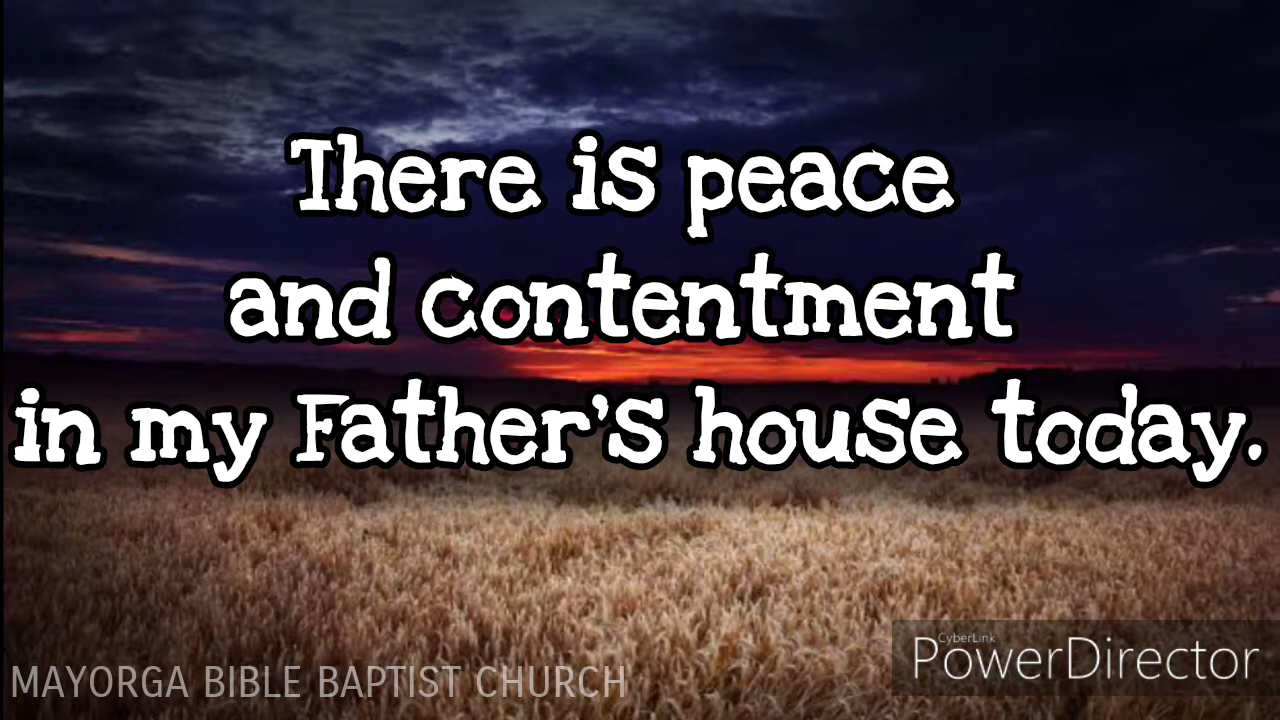 There is peace
and contentment
in my Father's house today.
CyberLink
PowerDirector
MAYORGA BIBLE BAPTIST CHURCH